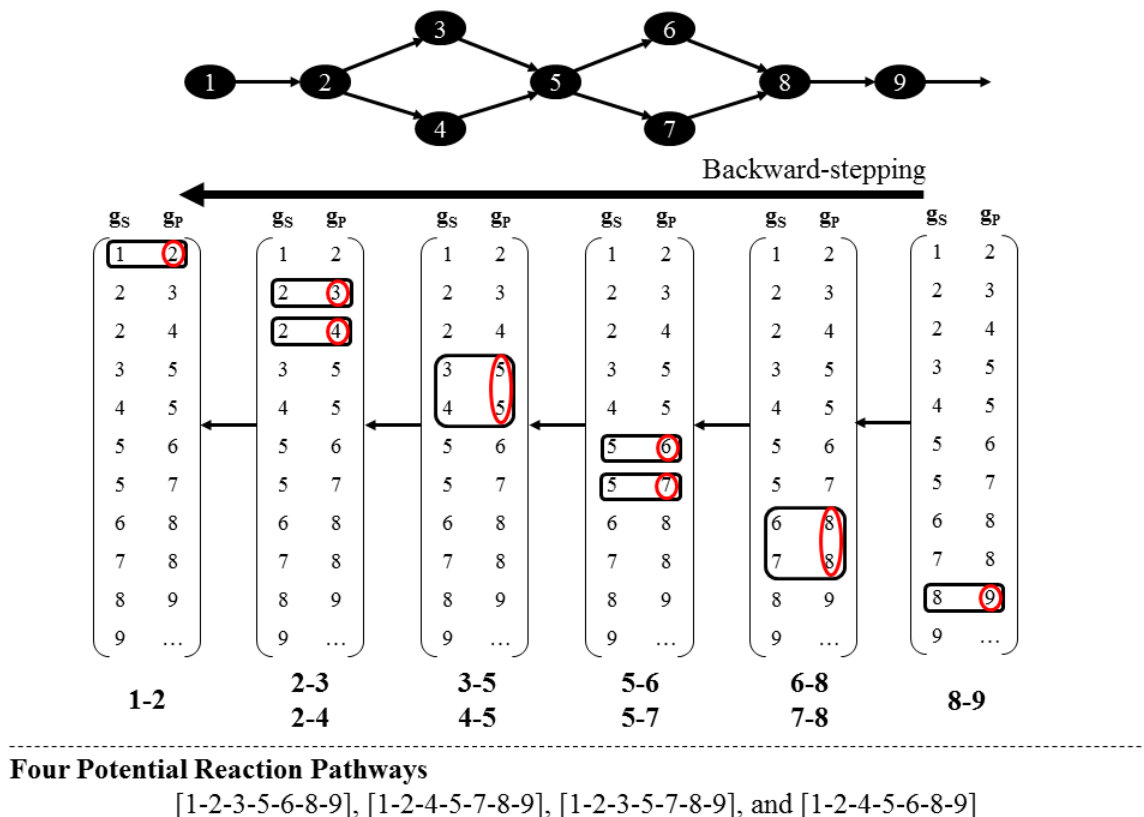 3 6
1 2 5 8 9
4 7
Backward-stepping
gS gP gS gP gS gP gS gP gS gP gS gP
1 2 1 2 1 2 1 2 1 2 1 2
2 3 2 3 2 3 2 3 2 3 2 3
2 4 2 4 2 4 2 4 2 4 2 4
3 5 3 5 3 5 3 5 3 5 3 5
4 5 4 5 4 5 4 5 4 5 4 5
5 6 5 6 5 6 5 6 5 6 5 6
5 7 5 7 5 7 5 7 5 7 5 7
6 8 6 8 6 8 6 8 6 8 6 8
7 8 7 8 7 8 7 8 7 8 7 8
8 9 8 9 8 9 8 9 8 9 8 9
9 … 9 … 9 … 9 … 9 … 9 …
1-2 2-3 3-5 5-6 6-8 8-9
2-4 4-5 5-7 7-8
Four Potential Reaction Pathways
[1-2-3-5-6-8-9], [1-2-4-5-7-8-9], [1-2-3-5-7-8-9], and [1-2-4-5-6-8-9]